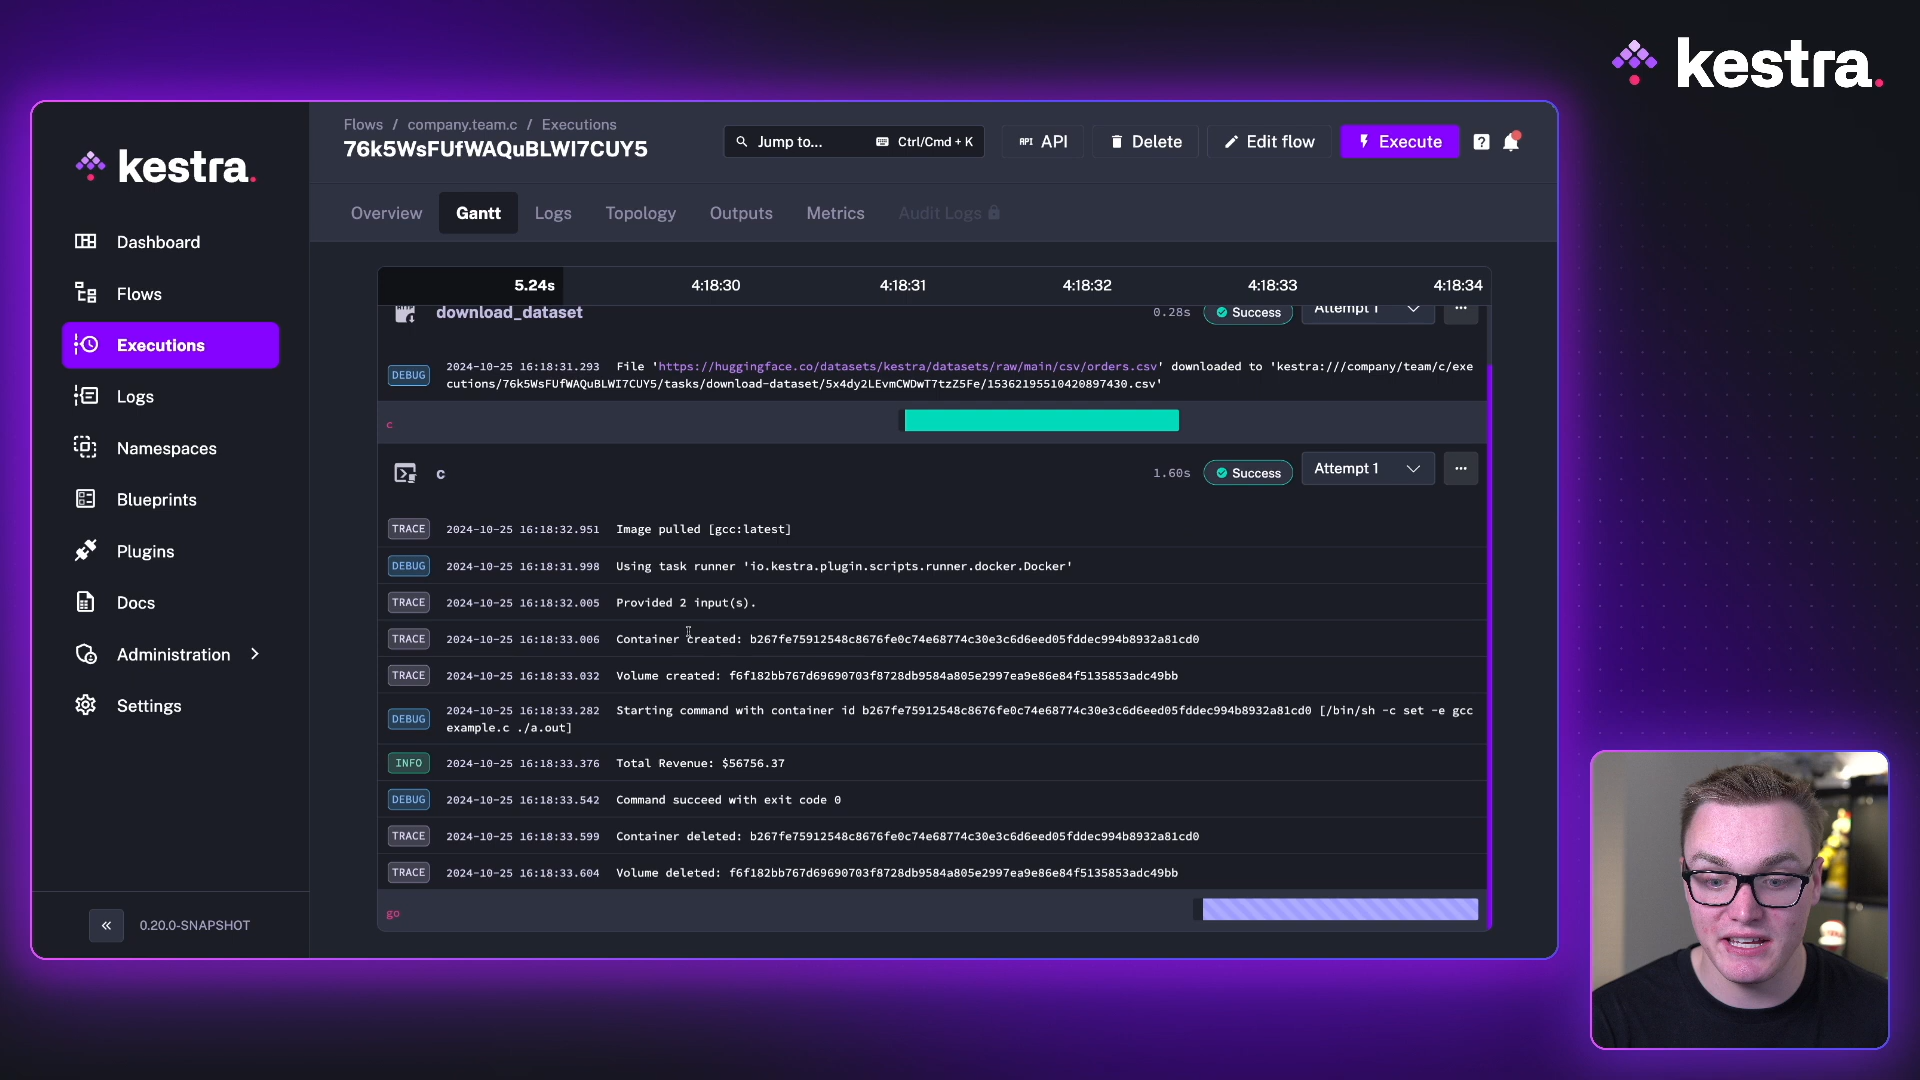 kestra.
kestra.
Dashboard
Flows
Executions
Logs
Namespaces
Blueprints
Plugins
Docs
Administration
Settings
0.20.0-SNAPSHOT
Flows / company.team.c / Executions
76k5WsFUfWAQuBLWI7CUY5
Jump to... Ctrl/Cmd + K
API API
Delete
Edit flow
Execute
?
Overview
Gantt
Logs
Topology
Outputs
Metrics
Audit Logs
5.24s 4:18:30 4:18:31 4:18:32 4:18:33 4:18:34
download_dataset 0.28s Success Attempt 1
DEBUG 2024-10-25 16:18:31.293 File 'https://huggingface.co/datasets/kestra/datasets/raw/main/csv/orders.csv' downloaded to 'kestra:///company/team/c/exe
cutions/76k5WsFUfWAQuBLWI7CUY5/tasks/download-dataset/5x4dy2LEvmCWDwT7tzZ5Fe/15362195510420897430.csv'
c
c 1.60s Success Attempt 1
TRACE 2024-10-25 16:18:32.951 Image pulled [gcc:latest]
DEBUG 2024-10-25 16:18:31.998 Using task runner 'io.kestra.plugin.scripts.runner.docker.Docker'
TRACE 2024-10-25 16:18:32.005 Provided 2 input(s).
TRACE 2024-10-25 16:18:33.006 Container created: b267fe75912548c8676fe0c74e68774c30e3c6d6eed05fddec994b8932a81cd0
TRACE 2024-10-25 16:18:33.032 Volume created: f6f182bb767d69690703f8728db9584a805e2997ea9e86e84f5135853adc49bb
DEBUG 2024-10-25 16:18:33.282 Starting command with container id b267fe75912548c8676fe0c74e68774c30e3c6d6eed05fddec994b8932a81cd0 [/bin/sh -c set -e gcc
example.c ./a.out]
INFO 2024-10-25 16:18:33.376 Total Revenue: $56756.37
DEBUG 2024-10-25 16:18:33.542 Command succeed with exit code 0
TRACE 2024-10-25 16:18:33.599 Container deleted: b267fe75912548c8676fe0c74e68774c30e3c6d6eed05fddec994b8932a81cd0
TRACE 2024-10-25 16:18:33.604 Volume deleted: f6f182bb767d69690703f8728db9584a805e2997ea9e86e84f5135853adc49bb
go